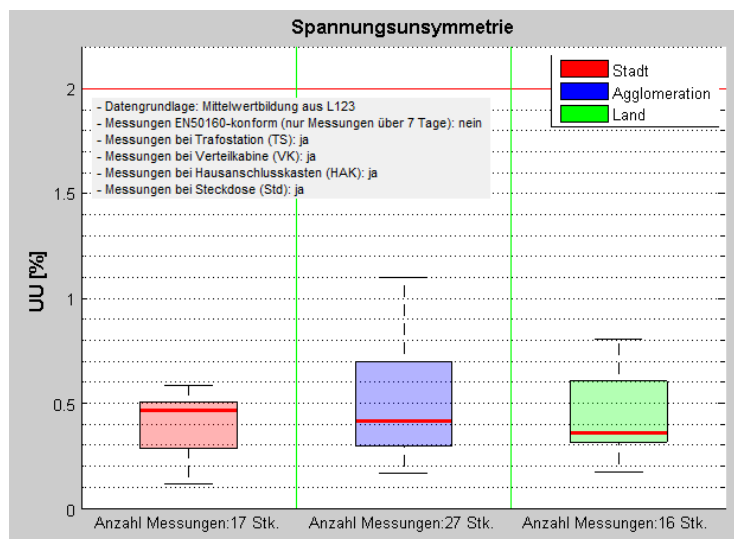 Spannungsunsymmetrie
Stadt
Agglomeration
Land
- Datengrundlage: Mittelwertbildung aus L123
- Messungen EN50160-konform (nur Messungen über 7 Tage): nein
- Messungen bei Trafostation (TS): ja
- Messungen bei Verteilkabine (VK): ja
- Messungen bei Hausanschlusskasten (HAK): ja
- Messungen bei Steckdose (Std): ja
UU [%]
2
1.5
1
0.5
0
Anzahl Messungen:17 Stk. Anzahl Messungen:27 Stk. Anzahl Messungen:16 Stk.